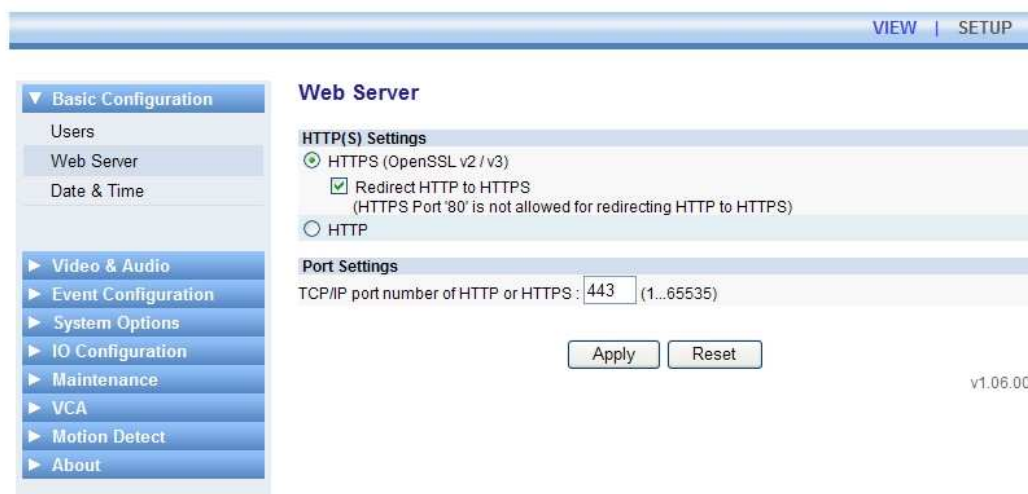 VIEW | SETUP
Basic Configuration
Users
Web Server
Date & Time
Video & Audio
Event Configuration
System Options
IO Configuration
Maintenance
VCA
Motion Detect
About
Web Server
HTTP(S) Settings
HTTPS (OpenSSL v2 / v3)
Redirect HTTP to HTTPS
(HTTPS Port '80' is not allowed for redirecting HTTP to HTTPS)
HTTP
Port Settings
TCP/IP port number of HTTP or HTTPS : 443 (1...65535)
Apply Reset
v1.06.00